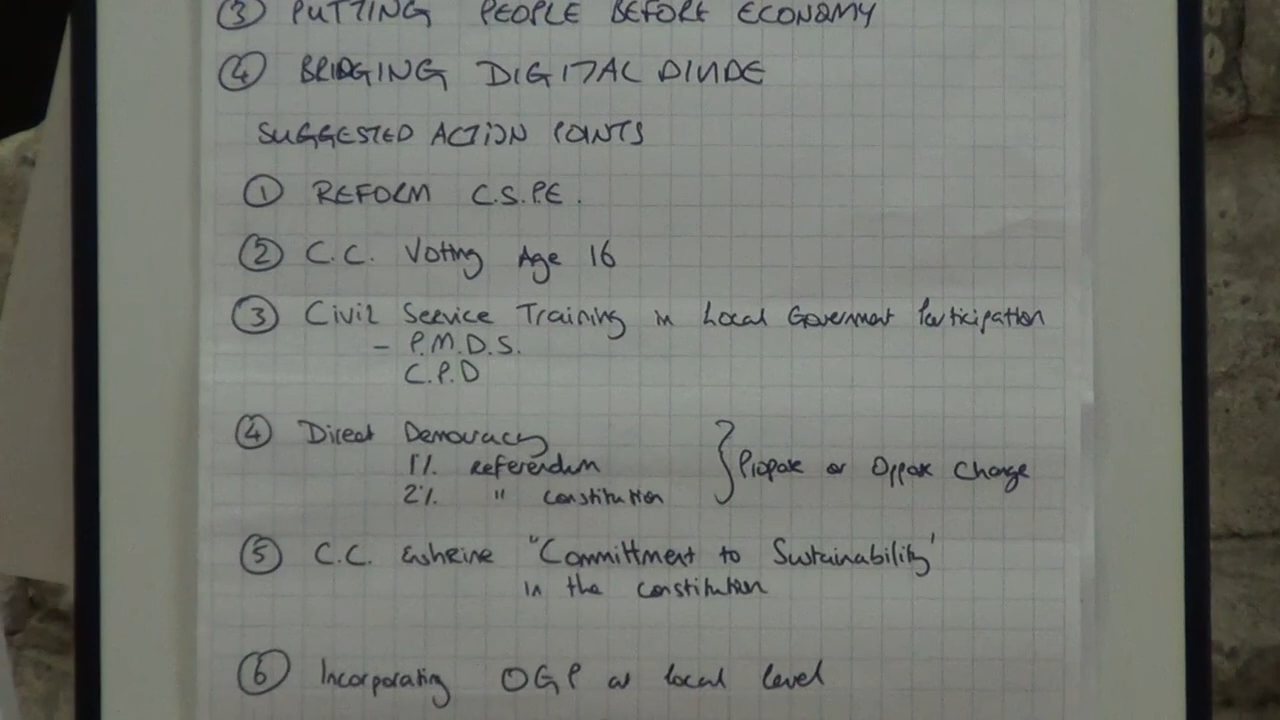 ③ PUTTING PEOPLE BEFORE ECONOMY
④ BRIDGING DIGITAL DIVIDE
SUGGESTED ACTION POINTS
① REFORM C.S.P.E.
② C.C. Voting Age 16
③ Civil Service Training in Local Government Participation
– P.M.D.S.
C.P.D
④ Direct Democracy
1% referendum } Propose or Oppose Change
2% " constitution
⑤ C.C. Enshrine "Committment to Sustainability'
in the constitution
⑥ Incorporating OGP at local level